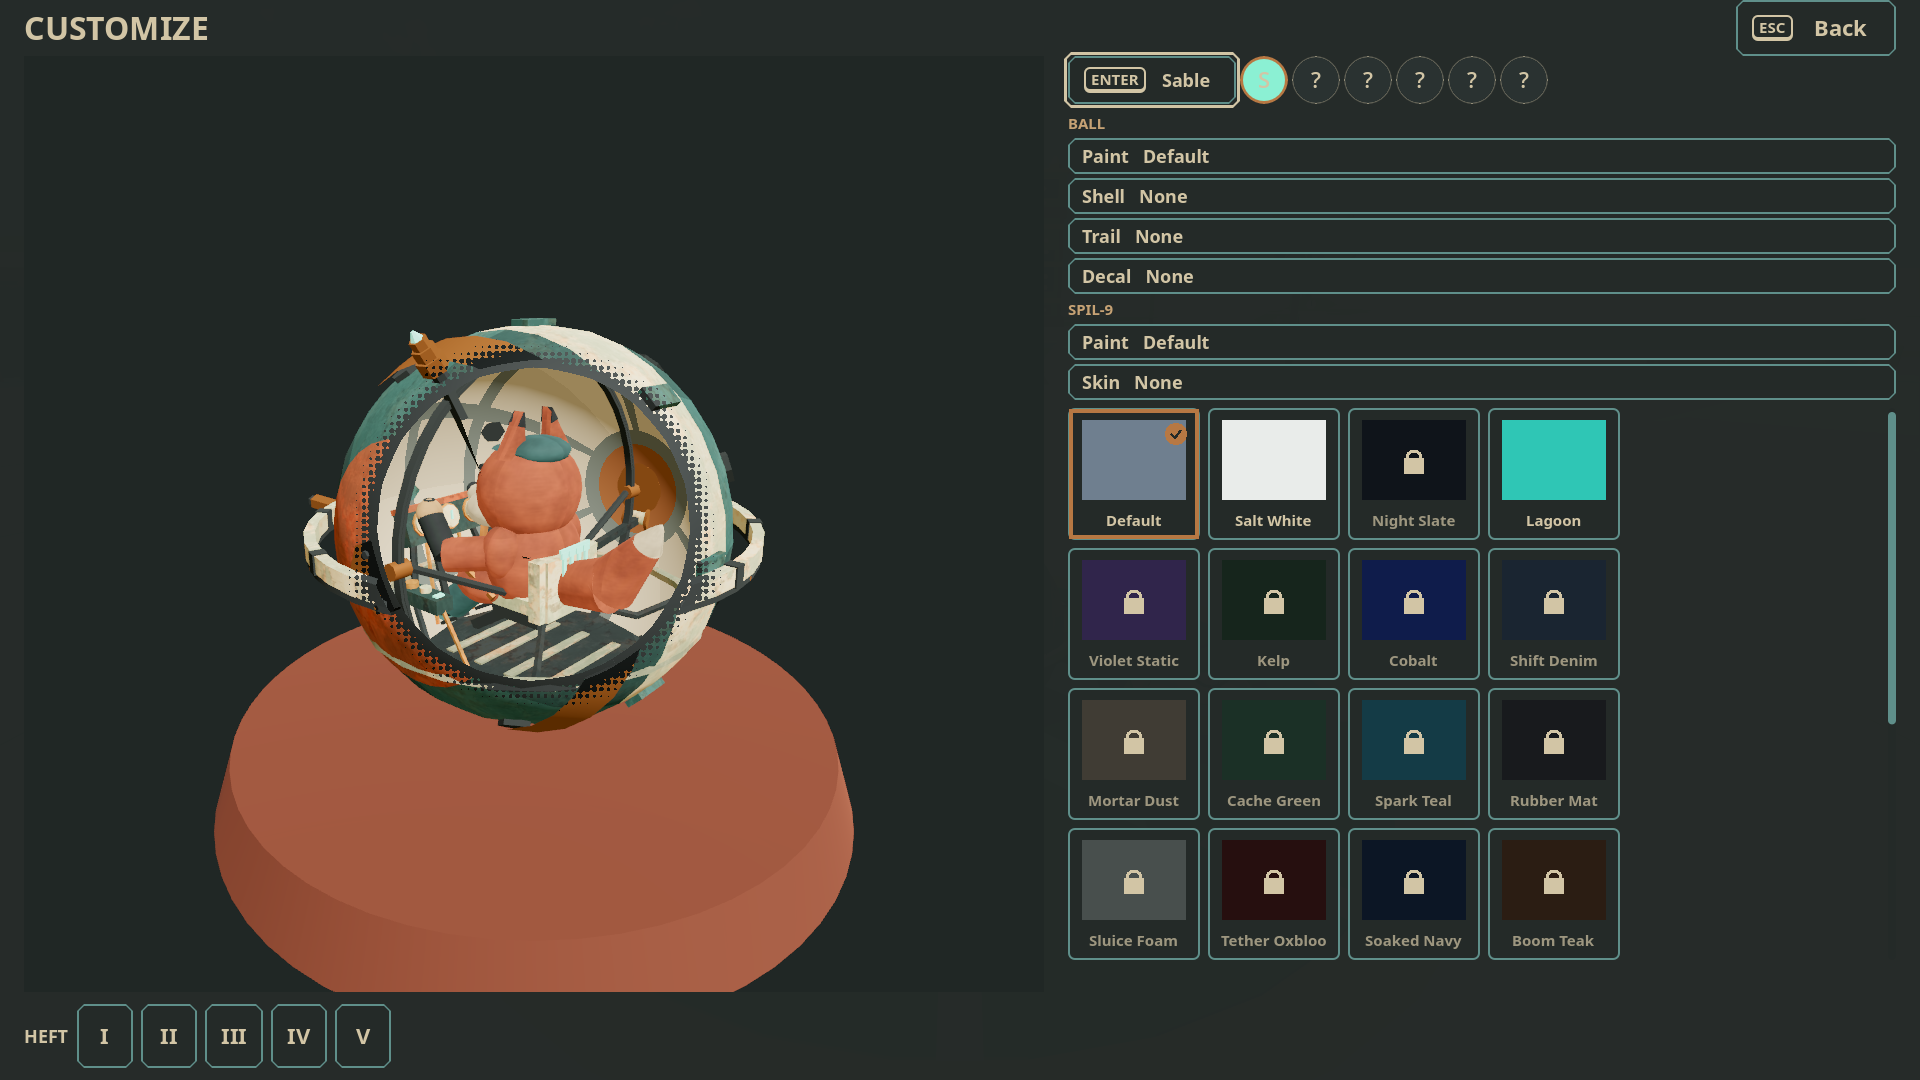 CUSTOMIZE
ESC Back
ENTER Sable S ? ? ? ? ?
BALL
Paint Default
Shell None
Trail None
Decal None
SPIL-9
Paint Default
Skin None
Default Salt White Night Slate Lagoon
Violet Static Kelp Cobalt Shift Denim
Mortar Dust Cache Green Spark Teal Rubber Mat
Sluice Foam Tether Oxbloo Soaked Navy Boom Teak
HEFT I II III IV V